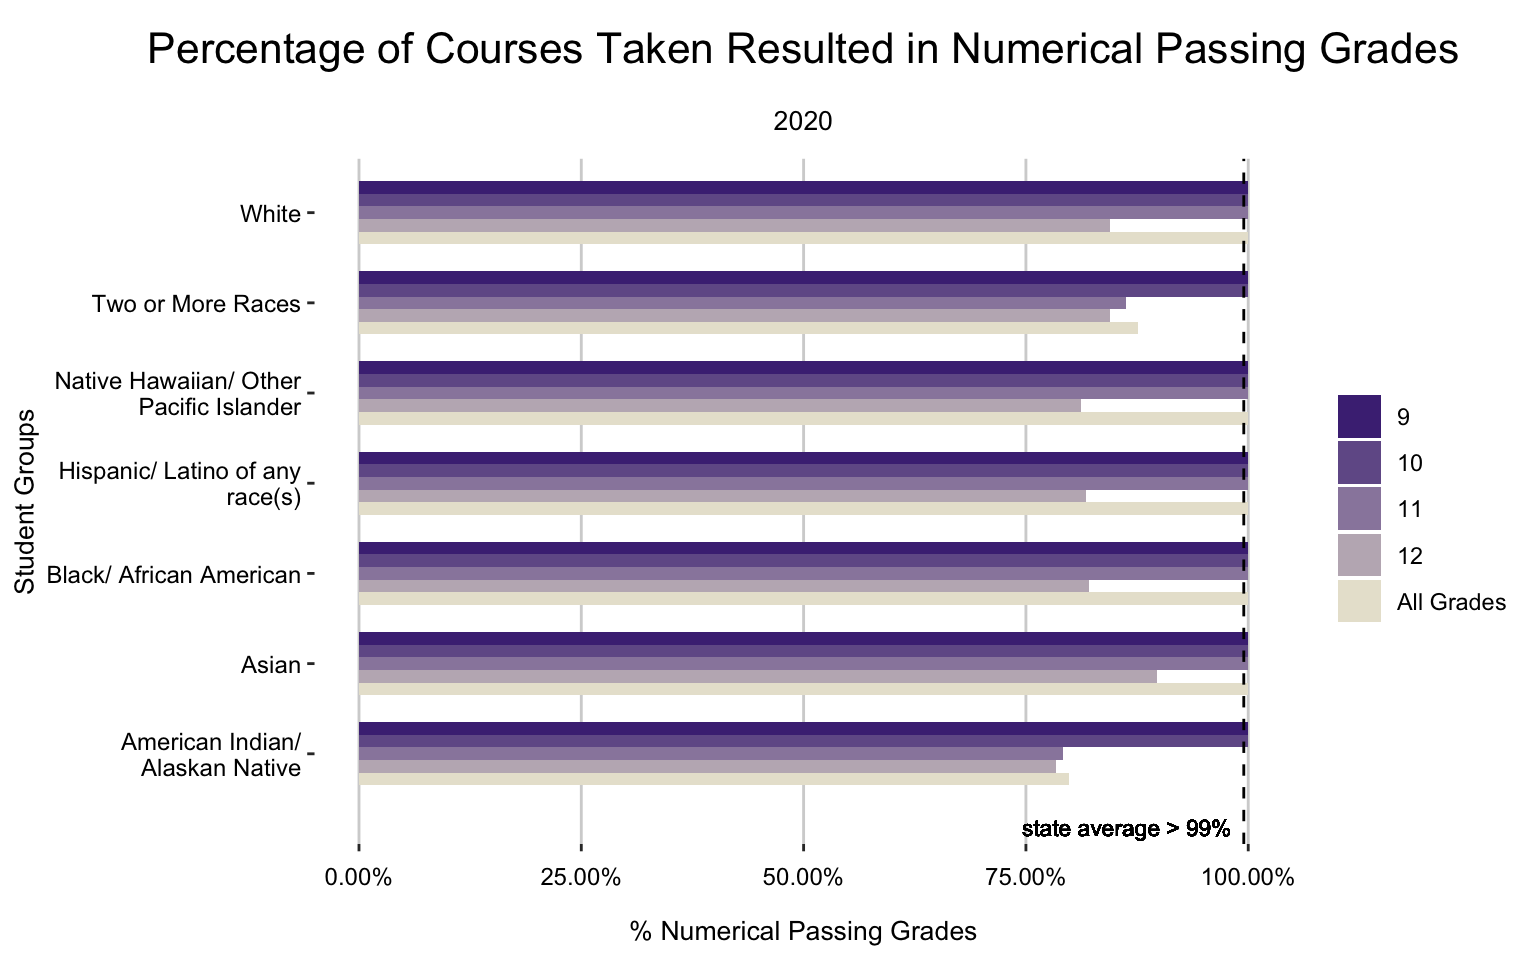 Percentage of Courses Taken Resulted in Numerical Passing Grades
2020
Student Groups
White
Two or More Races
Native Hawaiian/ Other
Pacific Islander
Hispanic/ Latino of any
race(s)
Black/ African American
Asian
American Indian/
Alaskan Native
state average > 99%
0.00% 25.00% 50.00% 75.00% 100.00%
% Numerical Passing Grades
9
10
11
12
All Grades